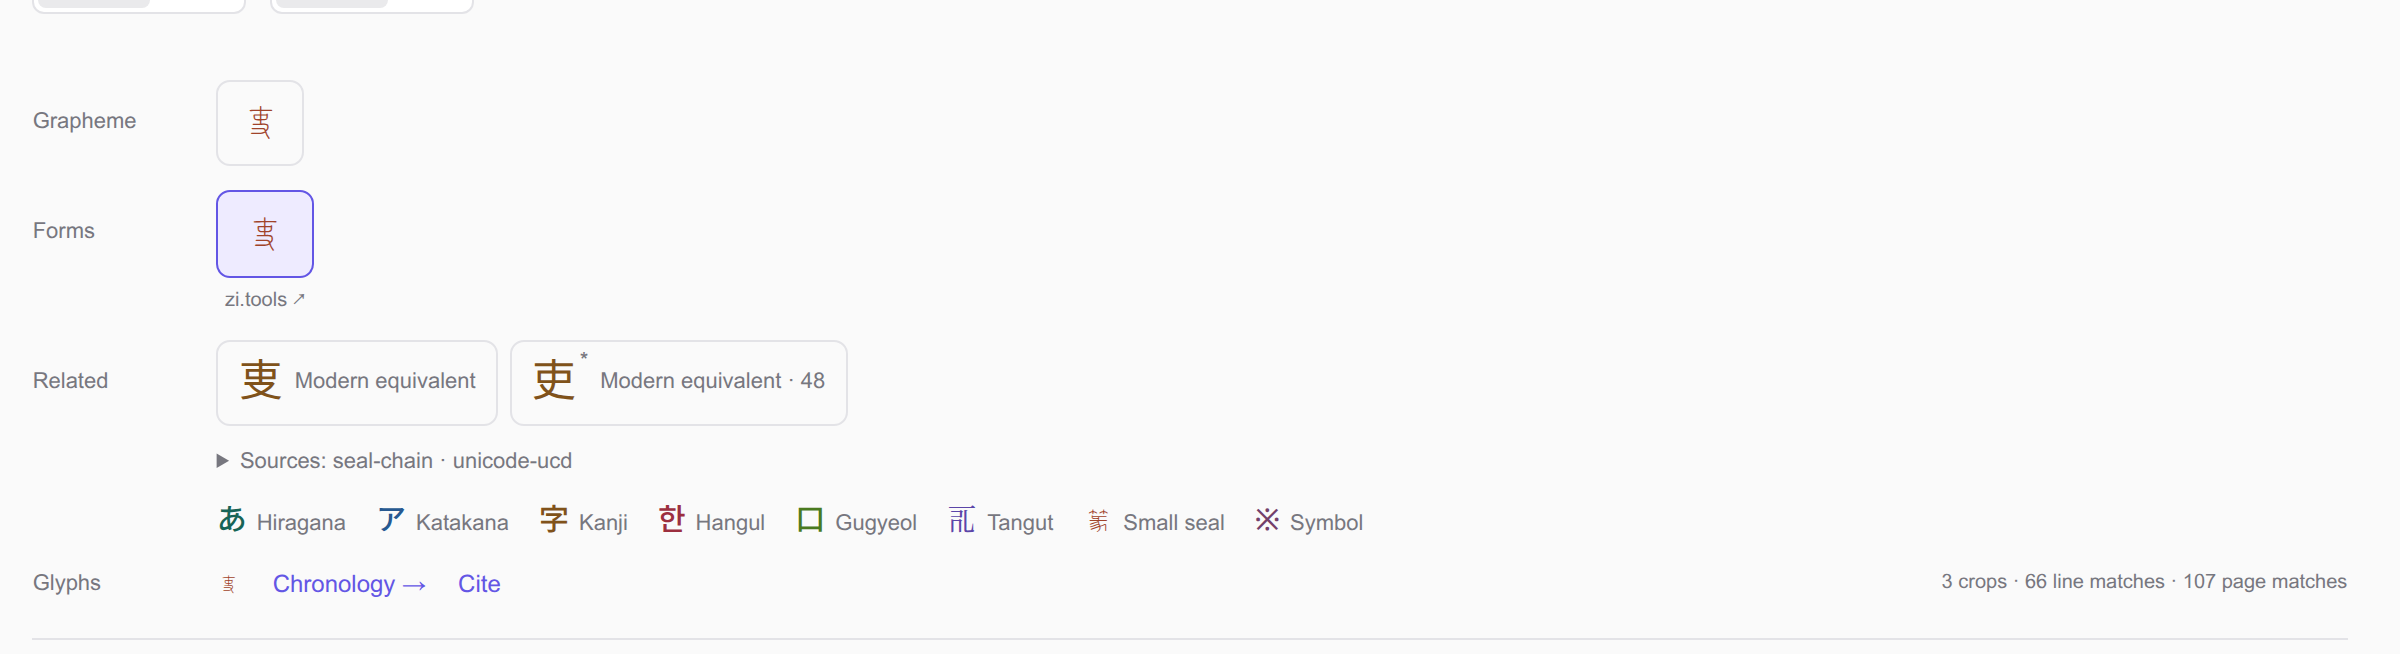 Grapheme
Forms
zi.tools ↗
Related
Modern equivalent
吏* Modern equivalent · 48
▶ Sources: seal-chain · unicode-ucd
あ Hiragana ア Katakana 字 Kanji 한 Hangul 口 Gugyeol Tangut Small seal ※ Symbol
Glyphs Chronology → Cite 3 crops · 66 line matches · 107 page matches